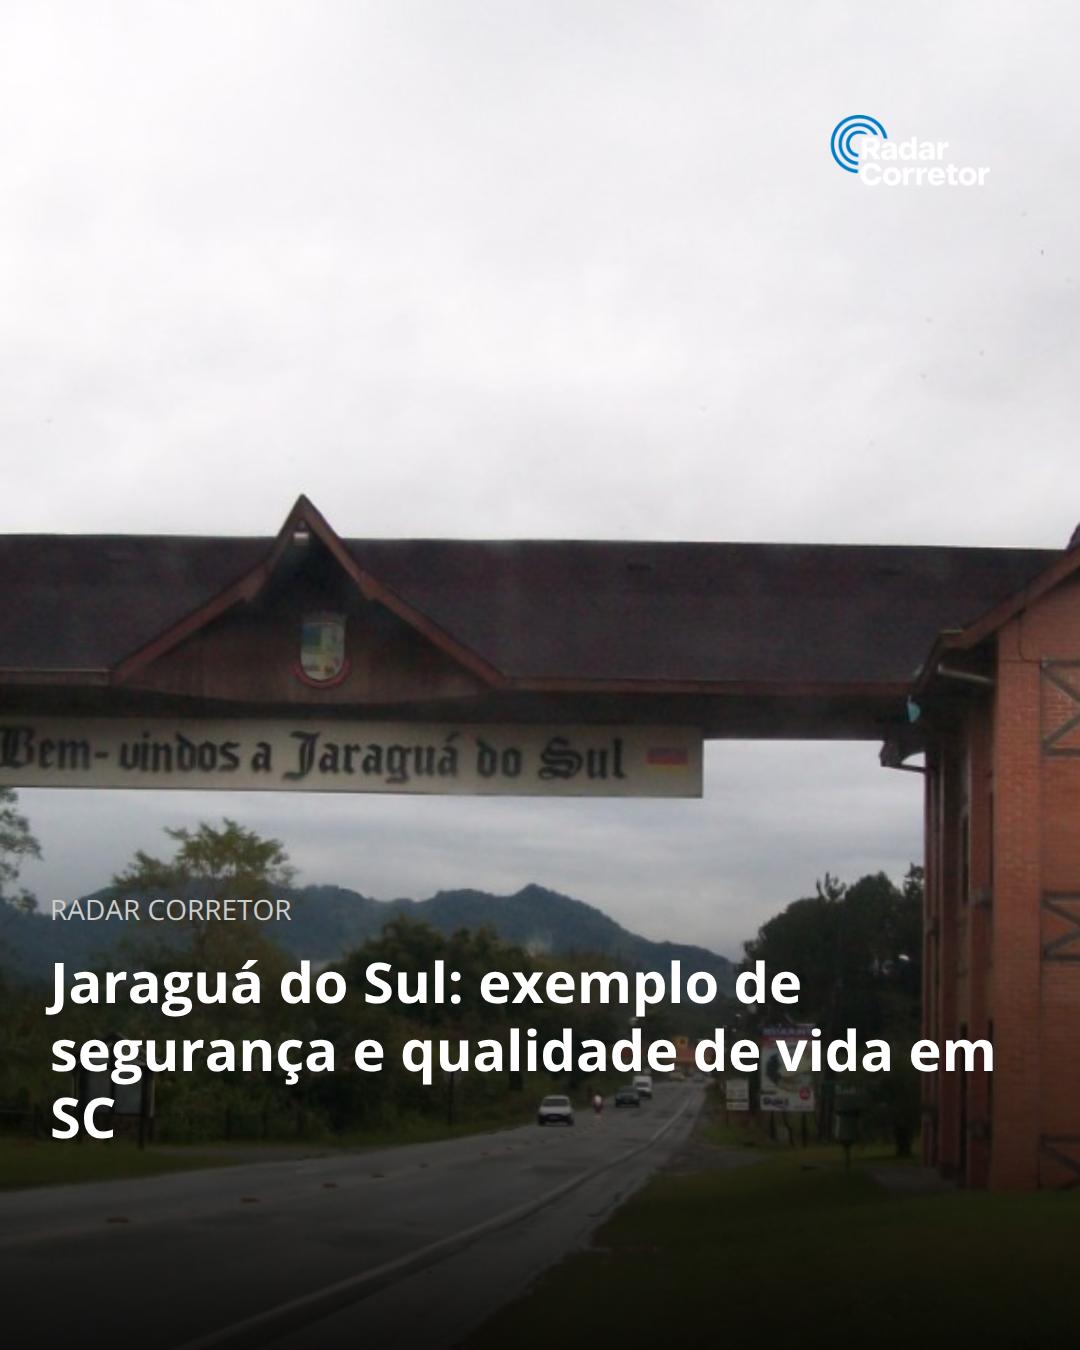 Radar
Corretor
Bem-vindos a Jaraguá do Sul
RADAR CORRETOR
Jaraguá do Sul: exemplo de
segurança e qualidade de vida em
SC